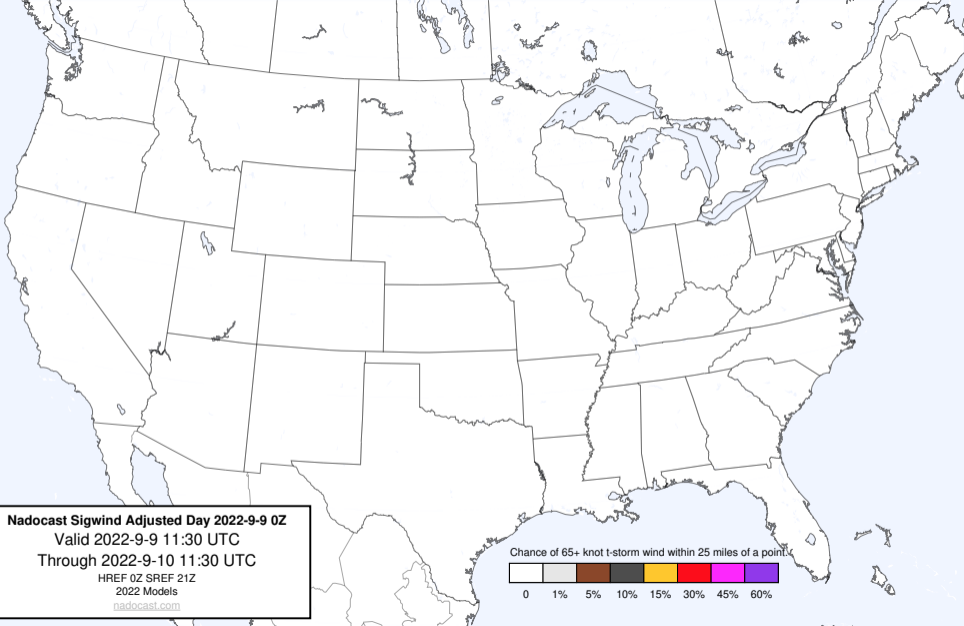 Nadocast Sigwind Adjusted Day 2022-9-9 0Z
Valid 2022-9-9 11:30 UTC
Through 2022-9-10 11:30 UTC
HREF 0Z SREF 21Z
2022 Models
nadocast.com
Chance of 65+ knot t-storm wind within 25 miles of a point.
0 1% 5% 10% 15% 30% 45% 60%